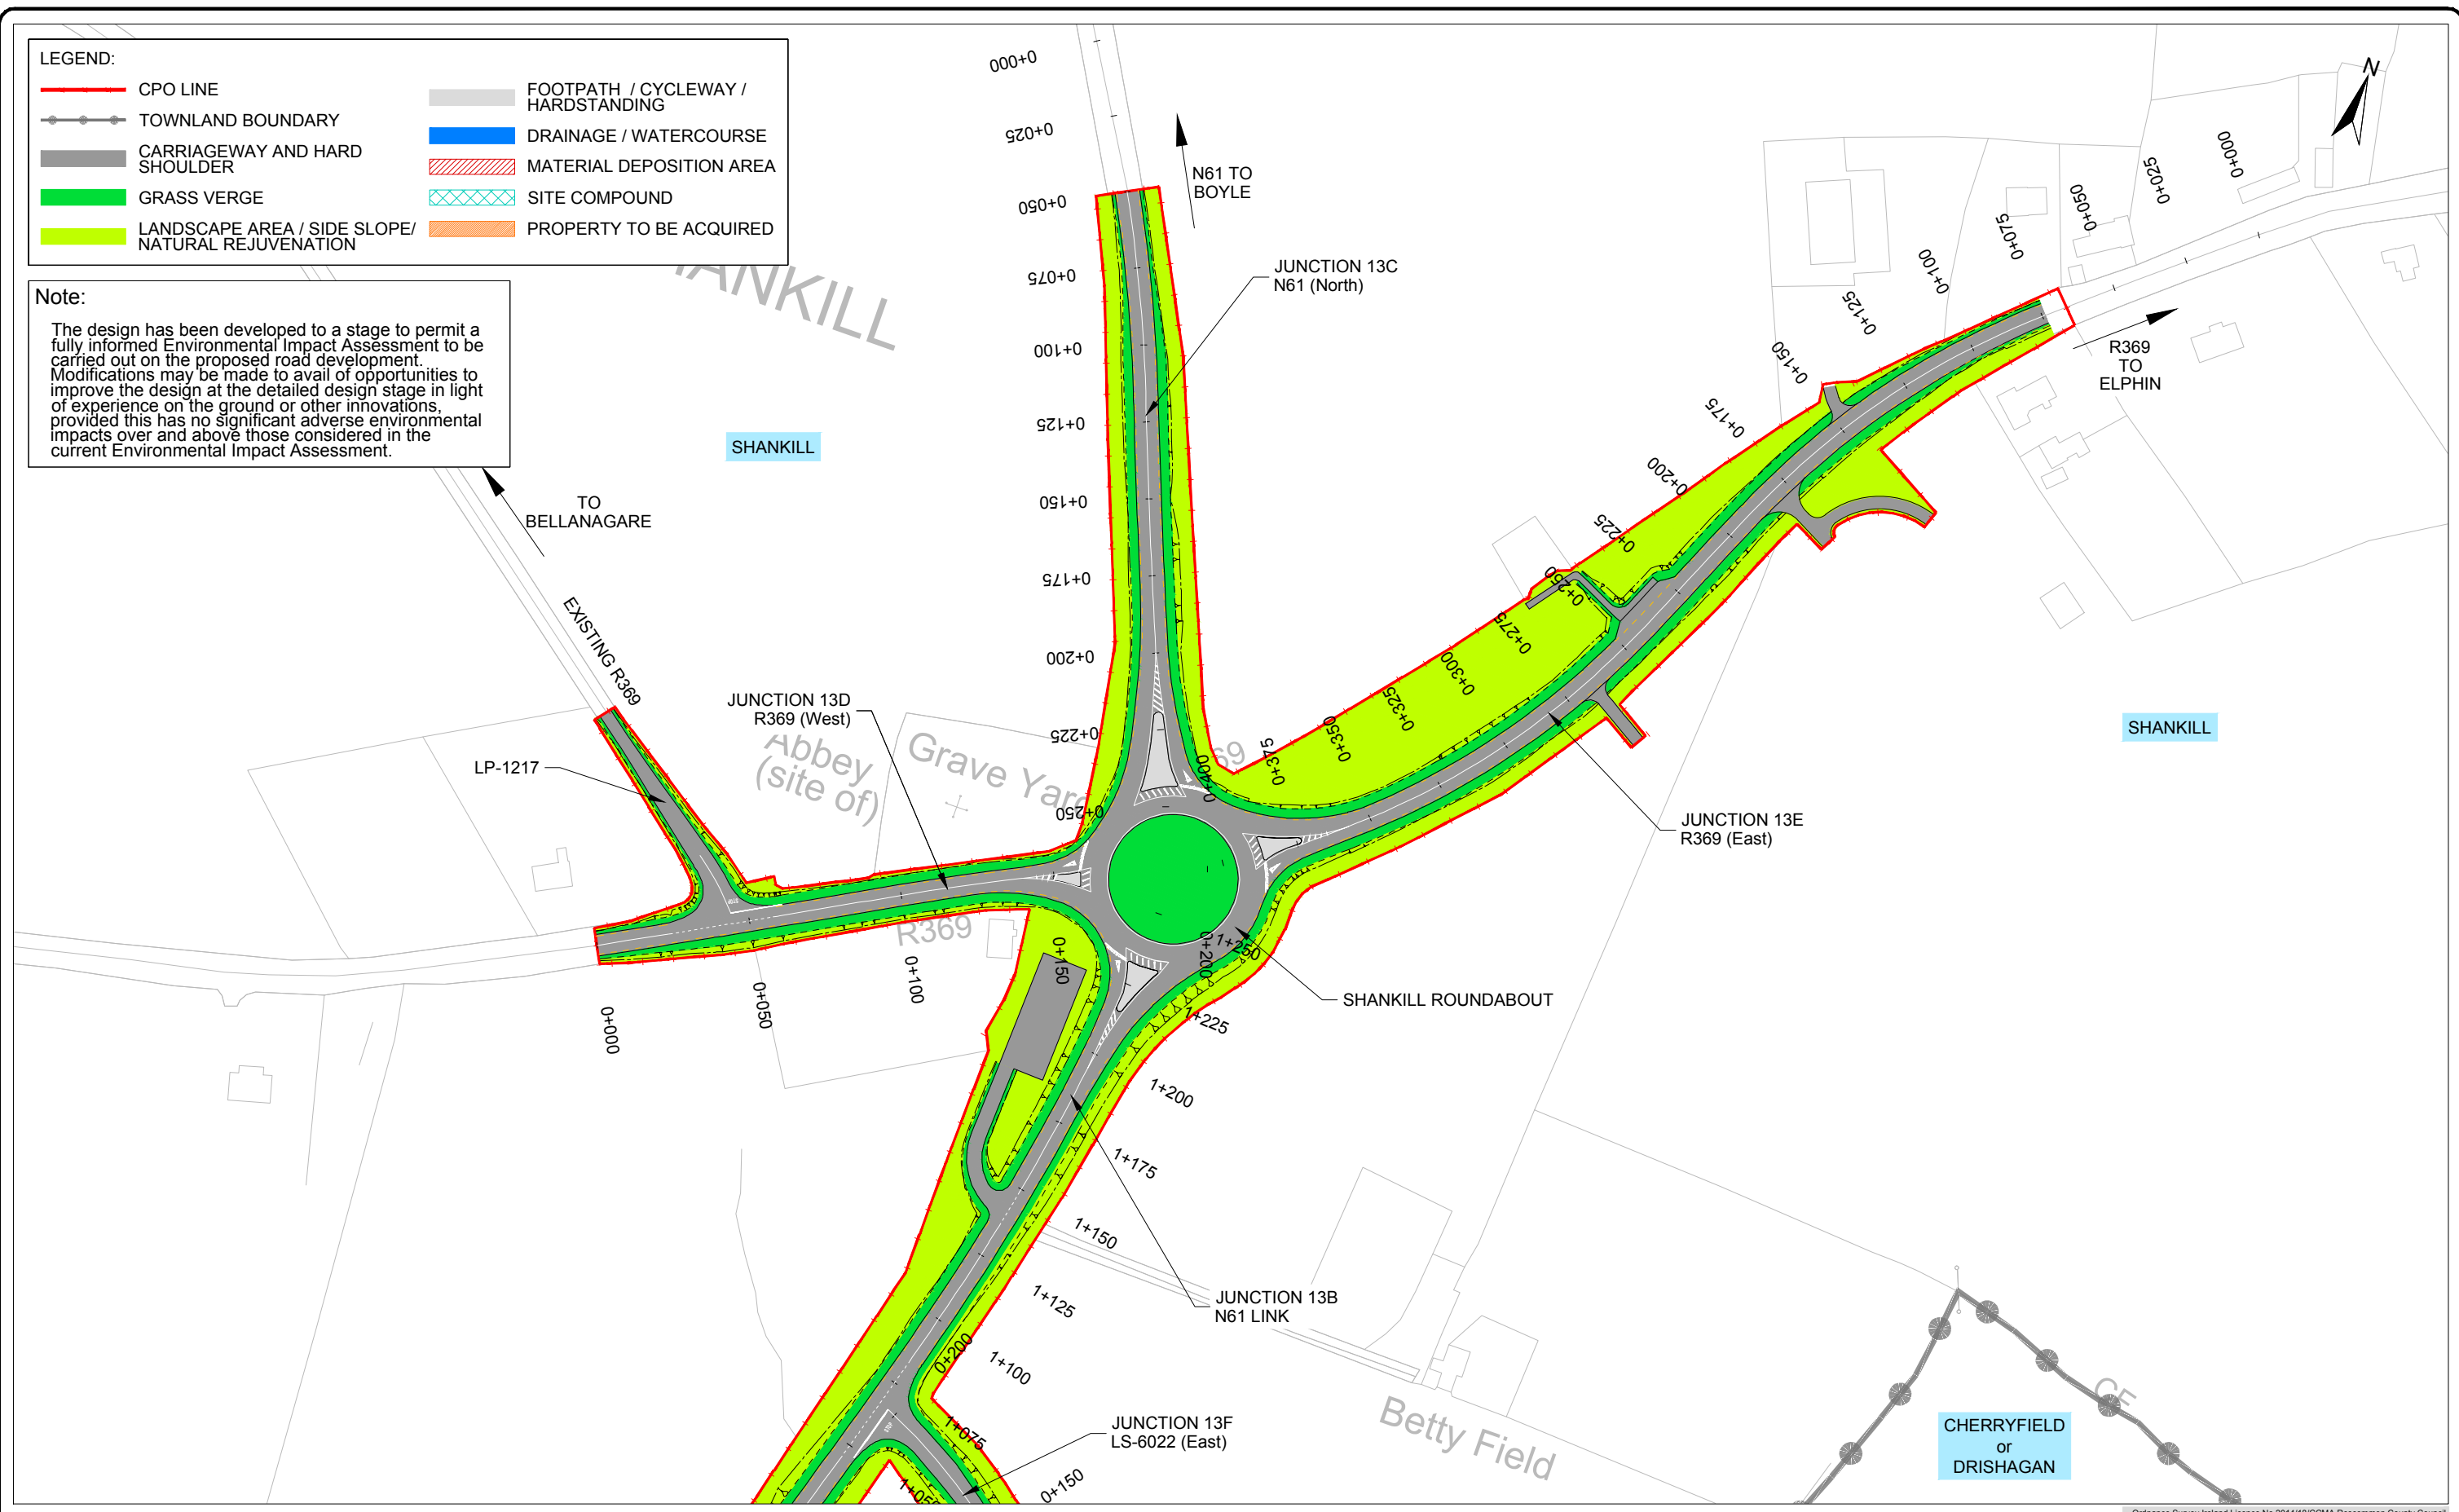 LEGEND:
CPO LINE
TOWNLAND BOUNDARY
CARRIAGEWAY AND HARD
SHOULDER
GRASS VERGE
LANDSCAPE AREA / SIDE SLOPE/
NATURAL REJUVENATION
FOOTPATH / CYCLEWAY /
HARDSTANDING
DRAINAGE / WATERCOURSE
MATERIAL DEPOSITION AREA
SITE COMPOUND
PROPERTY TO BE ACQUIRED
Note:
The design has been developed to a stage to permit a
fully informed Environmental Impact Assessment to be
carried out on the proposed road development.
Modifications may be made to avail of opportunities to
improve the design at the detailed design stage in light
of experience on the ground or other innovations,
provided this has no significant adverse environmental
impacts over and above those considered in the
current Environmental Impact Assessment.
ANKILL
SHANKILL
TO
BELLANAGARE
EXISTING R369
N61 TO
BOYLE
JUNCTION 13C
N61 (North)
N
R369
TO
ELPHIN
0+000
0+025
0+050
0+075
0+100
0+125
0+150
0+175
0+200
0+225
0+250
0+000
0+025
0+050
0+075
0+100
0+125
0+150
0+175
0+200
0+225
0+250
0+275
0+300
0+325
0+350
0+375
0+400
69
JUNCTION 13D
R369 (West)
LP-1217
Abbey
(site of)
Grave Yard
SHANKILL
JUNCTION 13E
R369 (East)
R369
STOP
0+000
0+050
0+100
0+150
0+200
1+250
SHANKILL ROUNDABOUT
1+225
1+200
1+175
1+150
1+125
1+100
1+075
1+050
JUNCTION 13B
N61 LINK
0+200
0+150
STOP
JUNCTION 13F
LS-6022 (East)
Betty Field
CF
CHERRYFIELD
or
DRISHAGAN